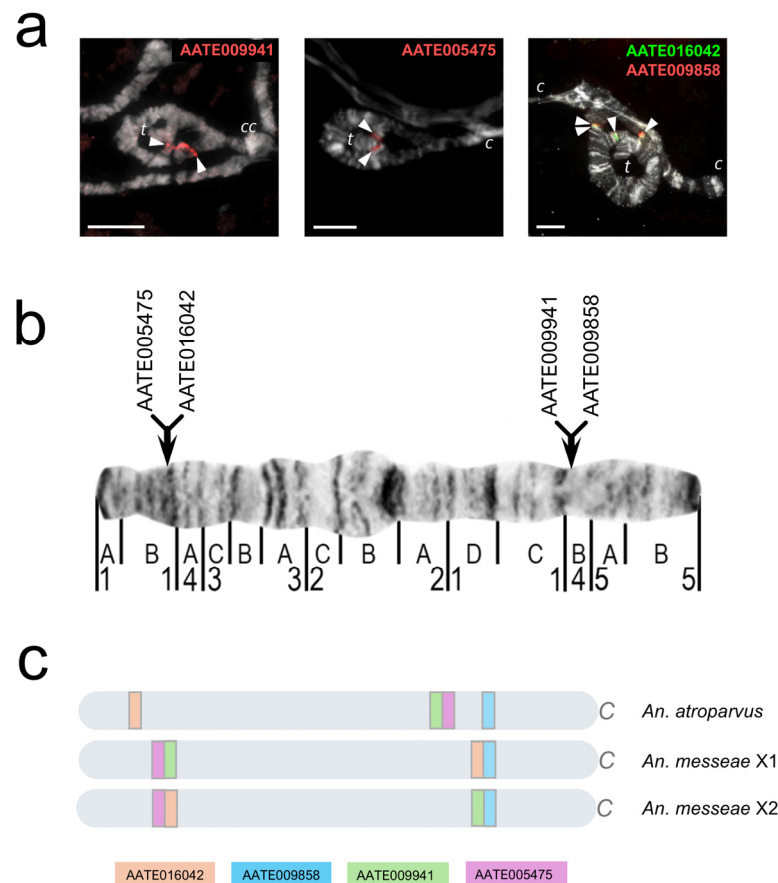 a
AATE009941
t
cc
AATE005475
t
c
AATE016042
AATE009858
c
t
c
b
AATE005475
AATE016042
AATE009941
AATE009858
A B A C B A C B A D C B A B
1 1 4 3 3 2 2 1 1 4 5 5
c
C An. atroparvus
C An. messeae X1
C An. messeae X2
AATE016042 AATE009858 AATE009941 AATE005475